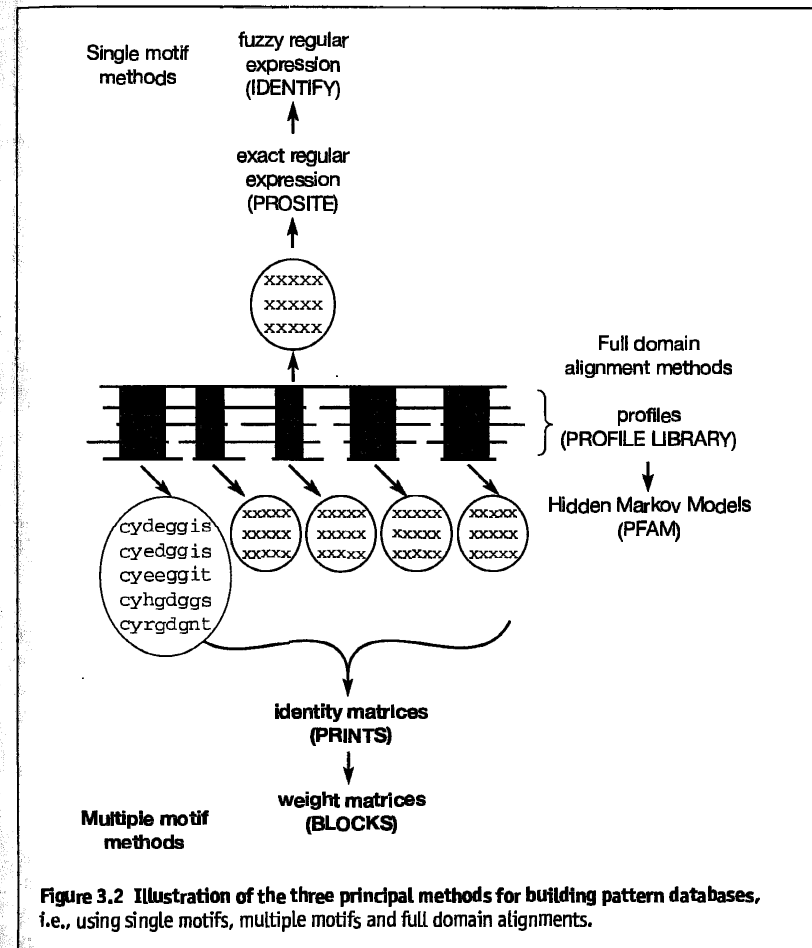 Single motif
methods
fuzzy regular
expression
(IDENTIFY)
exact regular
expression
(PROSITE)
xxxxx
xxxxx
xxxxx
Full domain
alignment methods
profiles
(PROFILE LIBRARY)
Hidden Markov Models
(PFAM)
cydeggis
cyedggis
cyeeggit
cyhgdggs
cyrgdgnt
xxxxx
xxxxx
xxxxx
xxxxx
xxxxx
xxxxx
xxxxx
xxxxx
xxxxx
xxxxx
xxxxx
xxxxx
identity matrices
(PRINTS)
weight matrices
(BLOCKS)
Multiple motif
methods
Figure 3.2 Illustration of the three principal methods for building pattern databases,
i.e., using single motifs, multiple motifs and full domain alignments.